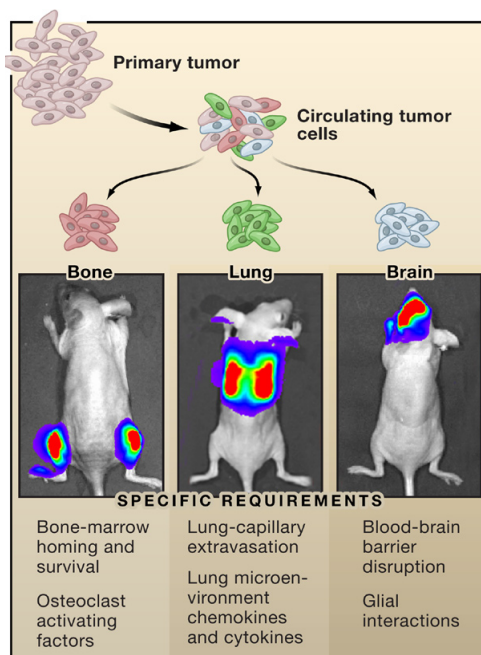 Primary tumor
Circulating tumor
cells
Bone
Lung
Brain
SPECIFIC REQUIREMENTS
Bone-marrow
homing and
survival
Osteoclast
activating
factors
Lung-capillary
extravasation
Lung microen-
vironment
chemokines
and cytokines
Blood-brain
barrier
disruption
Glial
interactions